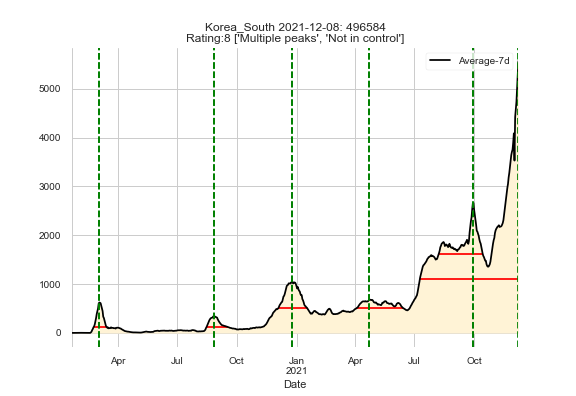 Korea_South 2021-12-08: 496584
Rating:8 ['Multiple peaks', 'Not in control']
Average-7d
5000
4000
3000
2000
1000
0
Apr Jul Oct Jan Apr Jul Oct
2021
Date